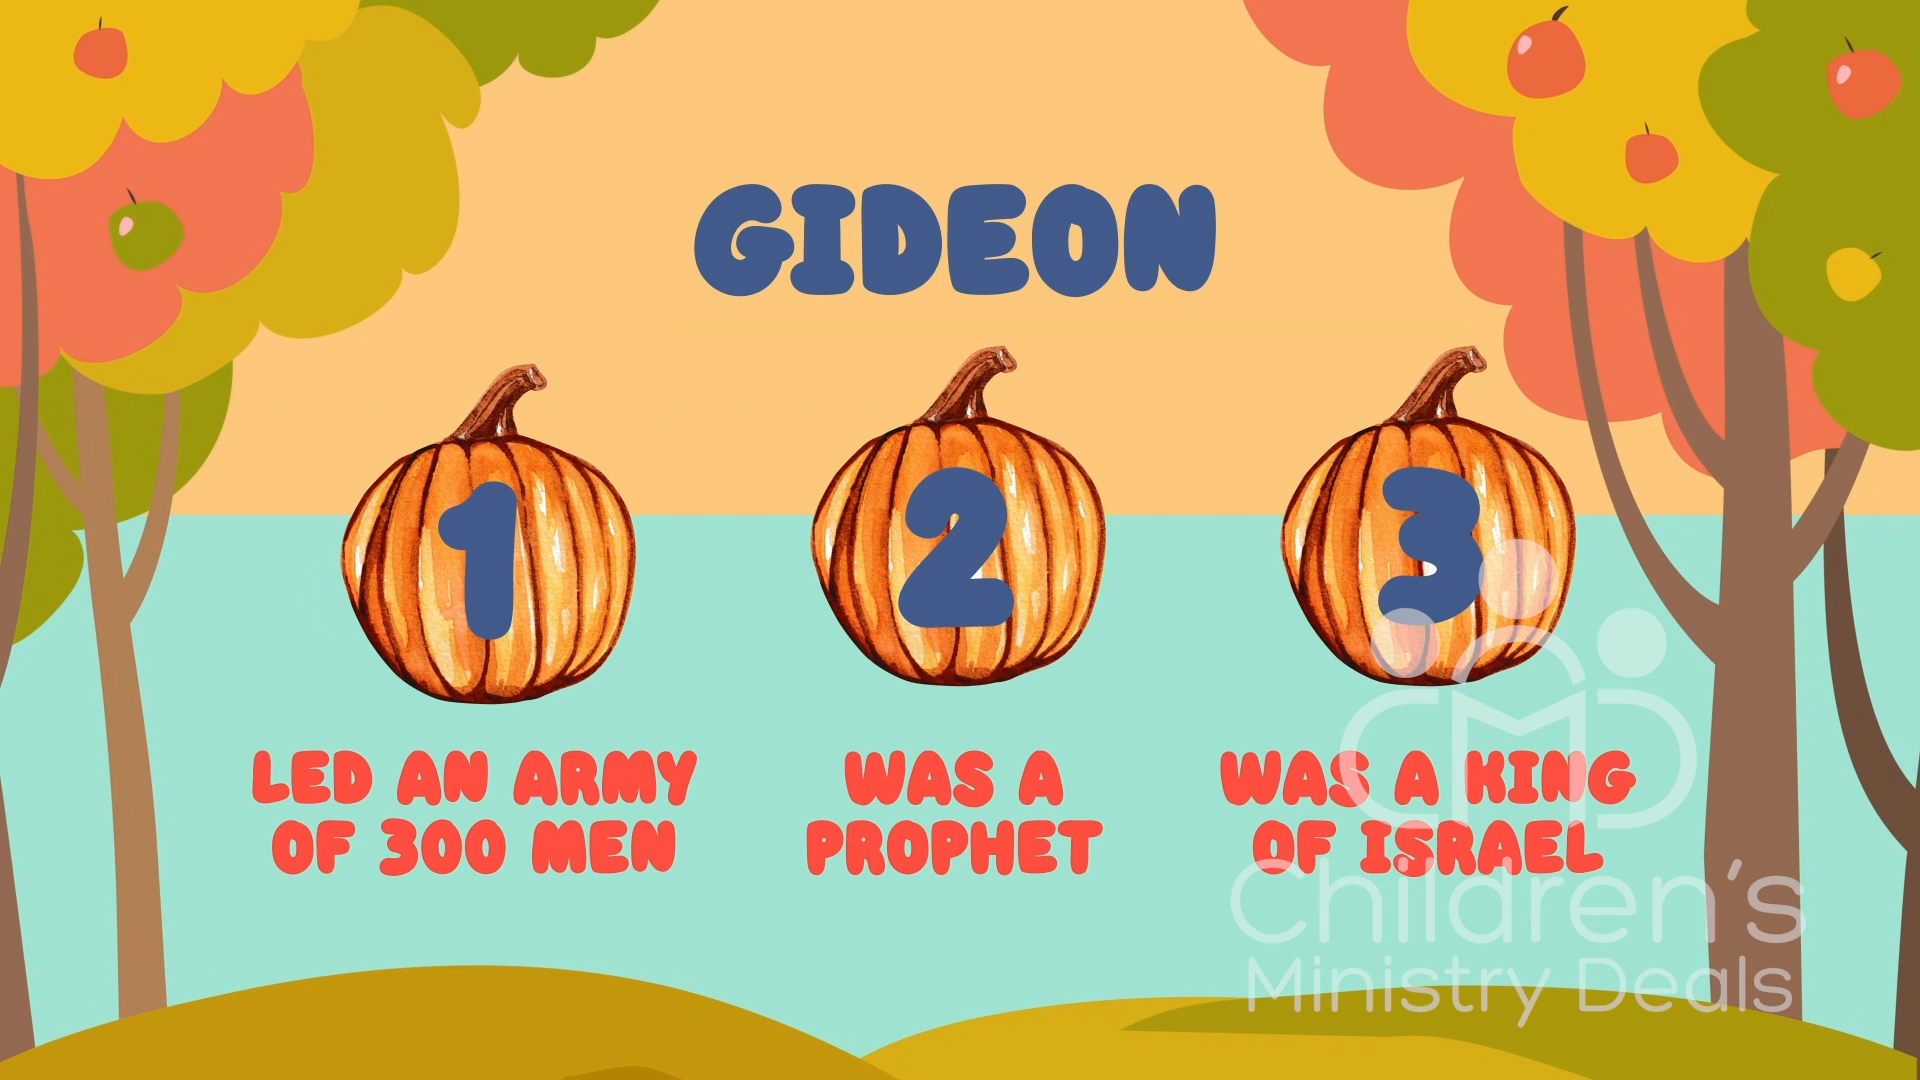 GIDEON
1
2
3
LED AN ARMY
OF 300 MEN
WAS A
PROPHET
WAS A KING
OF ISRAEL
Children's
Ministry Deals